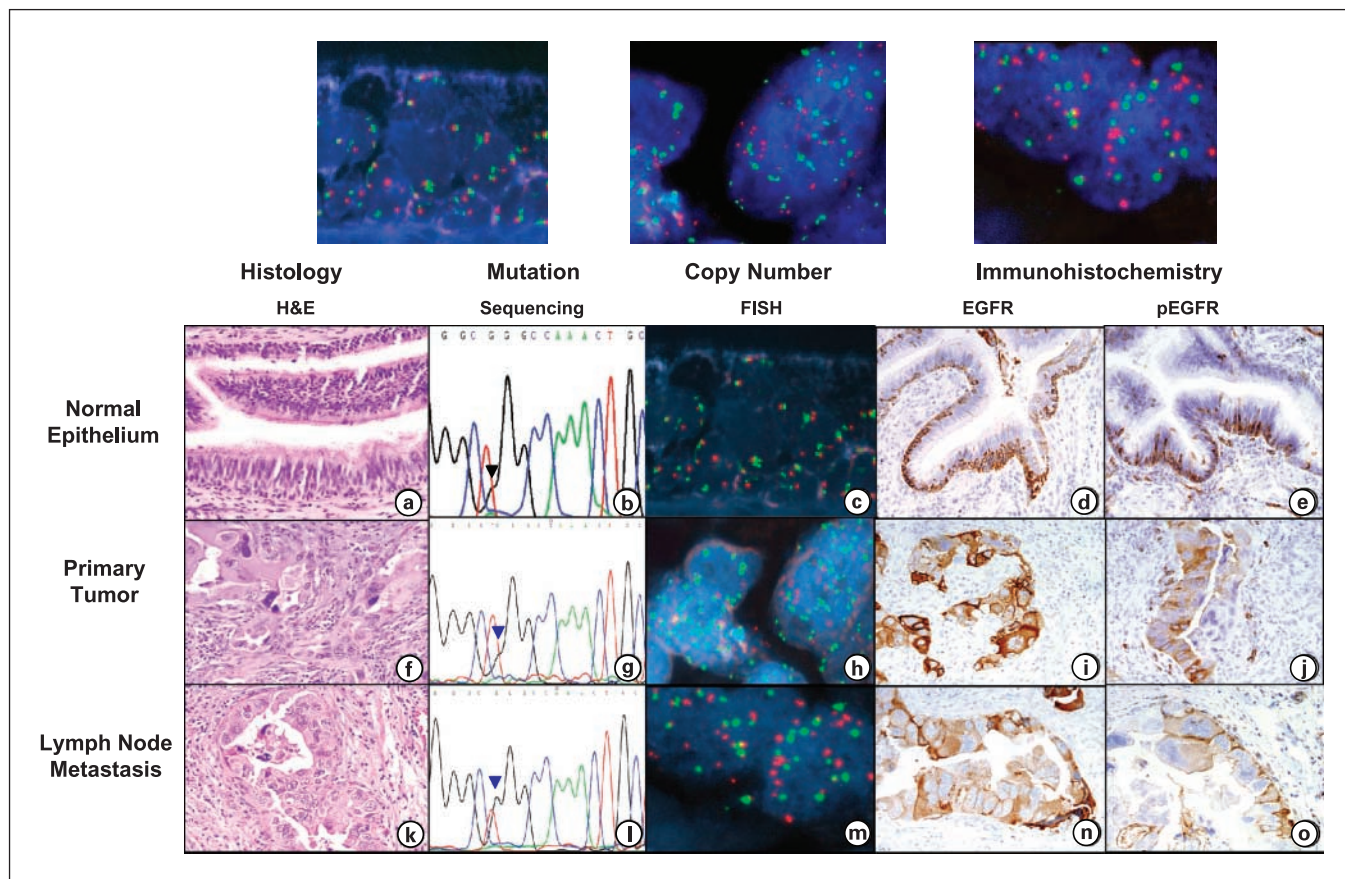 Histology Mutation Copy Number Immunohistochemistry
H&E Sequencing FISH EGFR pEGFR
G G C G G G C C A A A C T G C
Normal
Epithelium
a b c d e
Primary
Tumor
f g h i j
Lymph Node
Metastasis
k l m n o